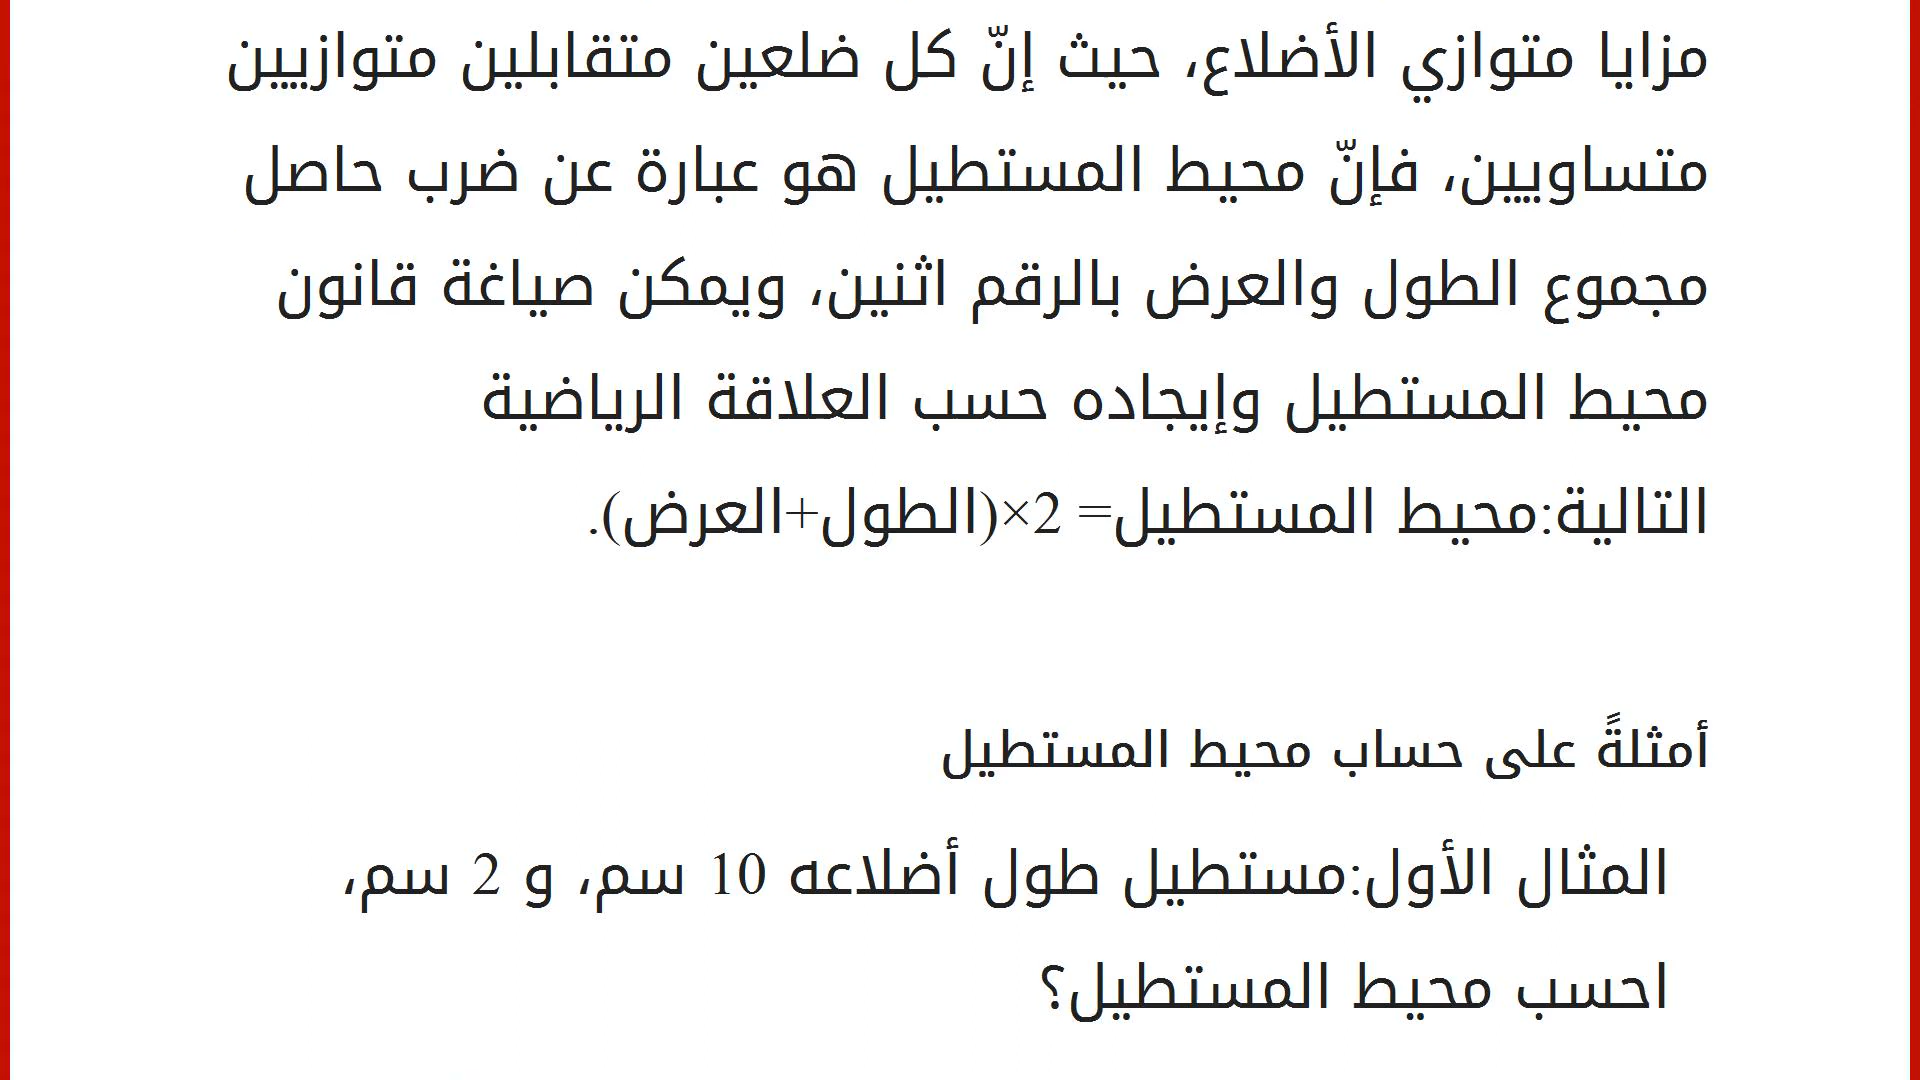 مزايا متوازي الأضلاع، حيث إنّ كل ضلعين متقابلين متوازيين
متساويين، فإنّ محيط المستطيل هو عبارة عن ضرب حاصل
مجموع الطول والعرض بالرقم اثنين، ويمكن صياغة قانون
محيط المستطيل وإيجاده حسب العلاقة الرياضية
التالية:محيط المستطيل= 2×(الطول+العرض).
أمثلةً على حساب محيط المستطيل
المثال الأول:مستطيل طول أضلاعه 10 سم، و 2 سم،
احسب محيط المستطيل؟